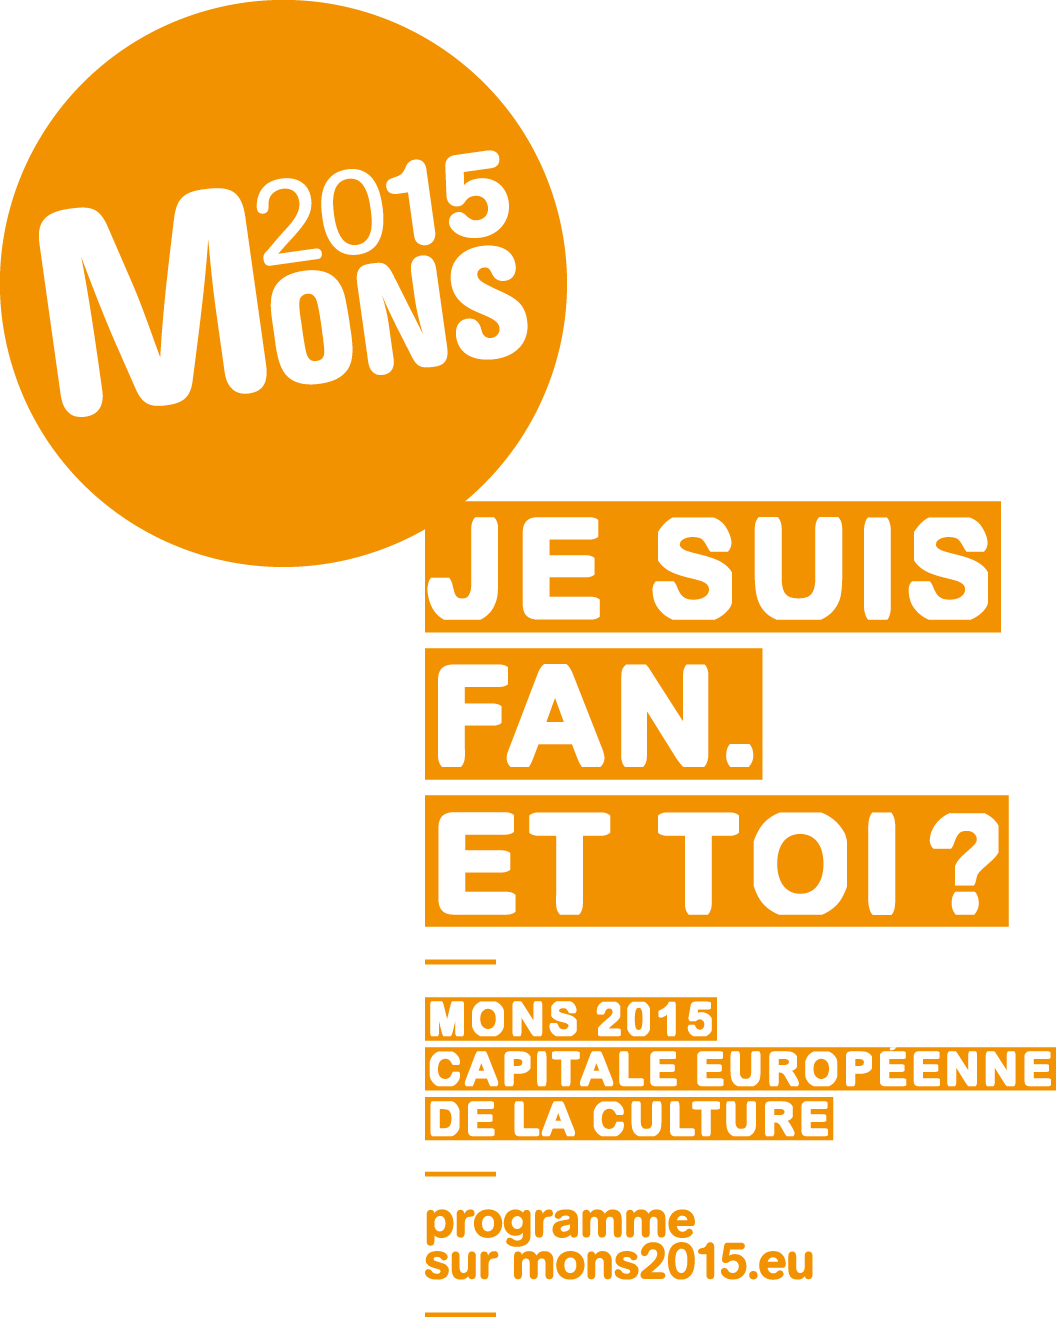 2015
MONS
JE SUIS
FAN.
ET TOI ?
MONS 2015
CAPITALE EUROPÉENNE
DE LA CULTURE
programme
sur mons2015.eu